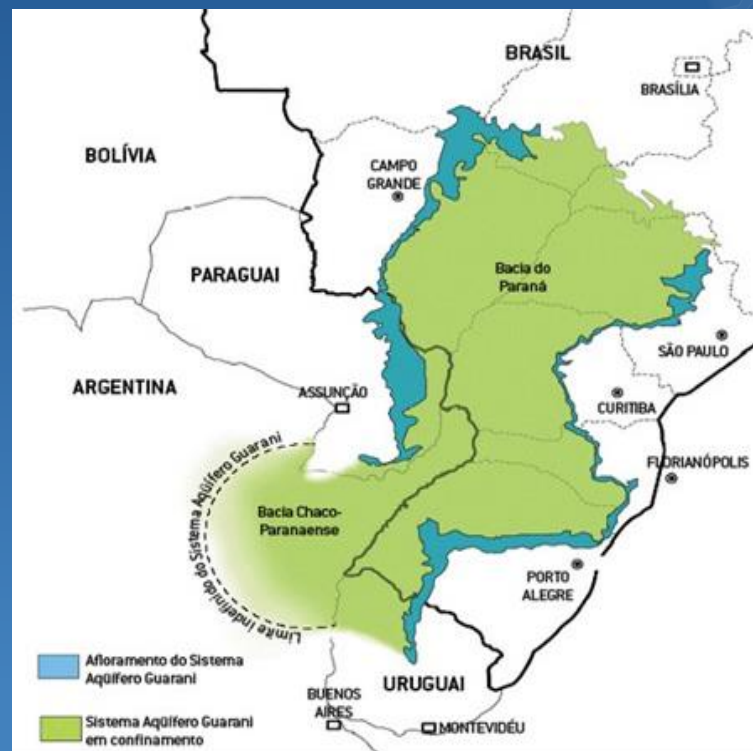 BRASIL
BRASÍLIA
BOLÍVIA
CAMPO
GRANDE
PARAGUAI
Bacia do
Paraná
SÃO PAULO
ARGENTINA
ASSUNÇÃO
CURITIBA
FLORIANÓPOLIS
Limite Indefinido do Sistema Aqüífero Guarani
Bacia Chaco-
Paranaense
PORTO
ALEGRE
Afloramento do Sistema
Aqüífero Guarani
URUGUAI
BUENOS
AIRES
MONTEVIDÉU
Sistema Aqüífero Guarani
em confinamento